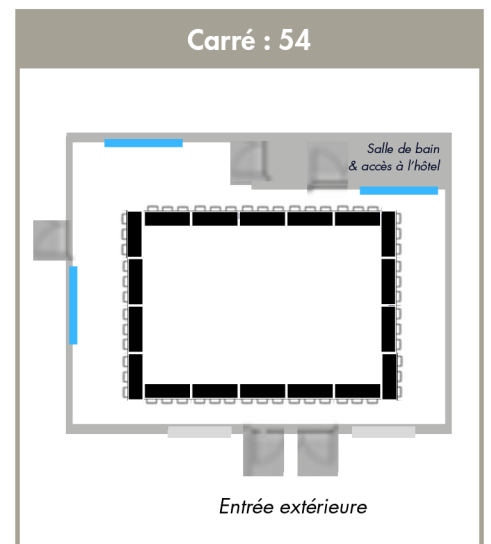 Carré : 54
Salle de bain
& accès à l'hôtel
Entrée extérieure